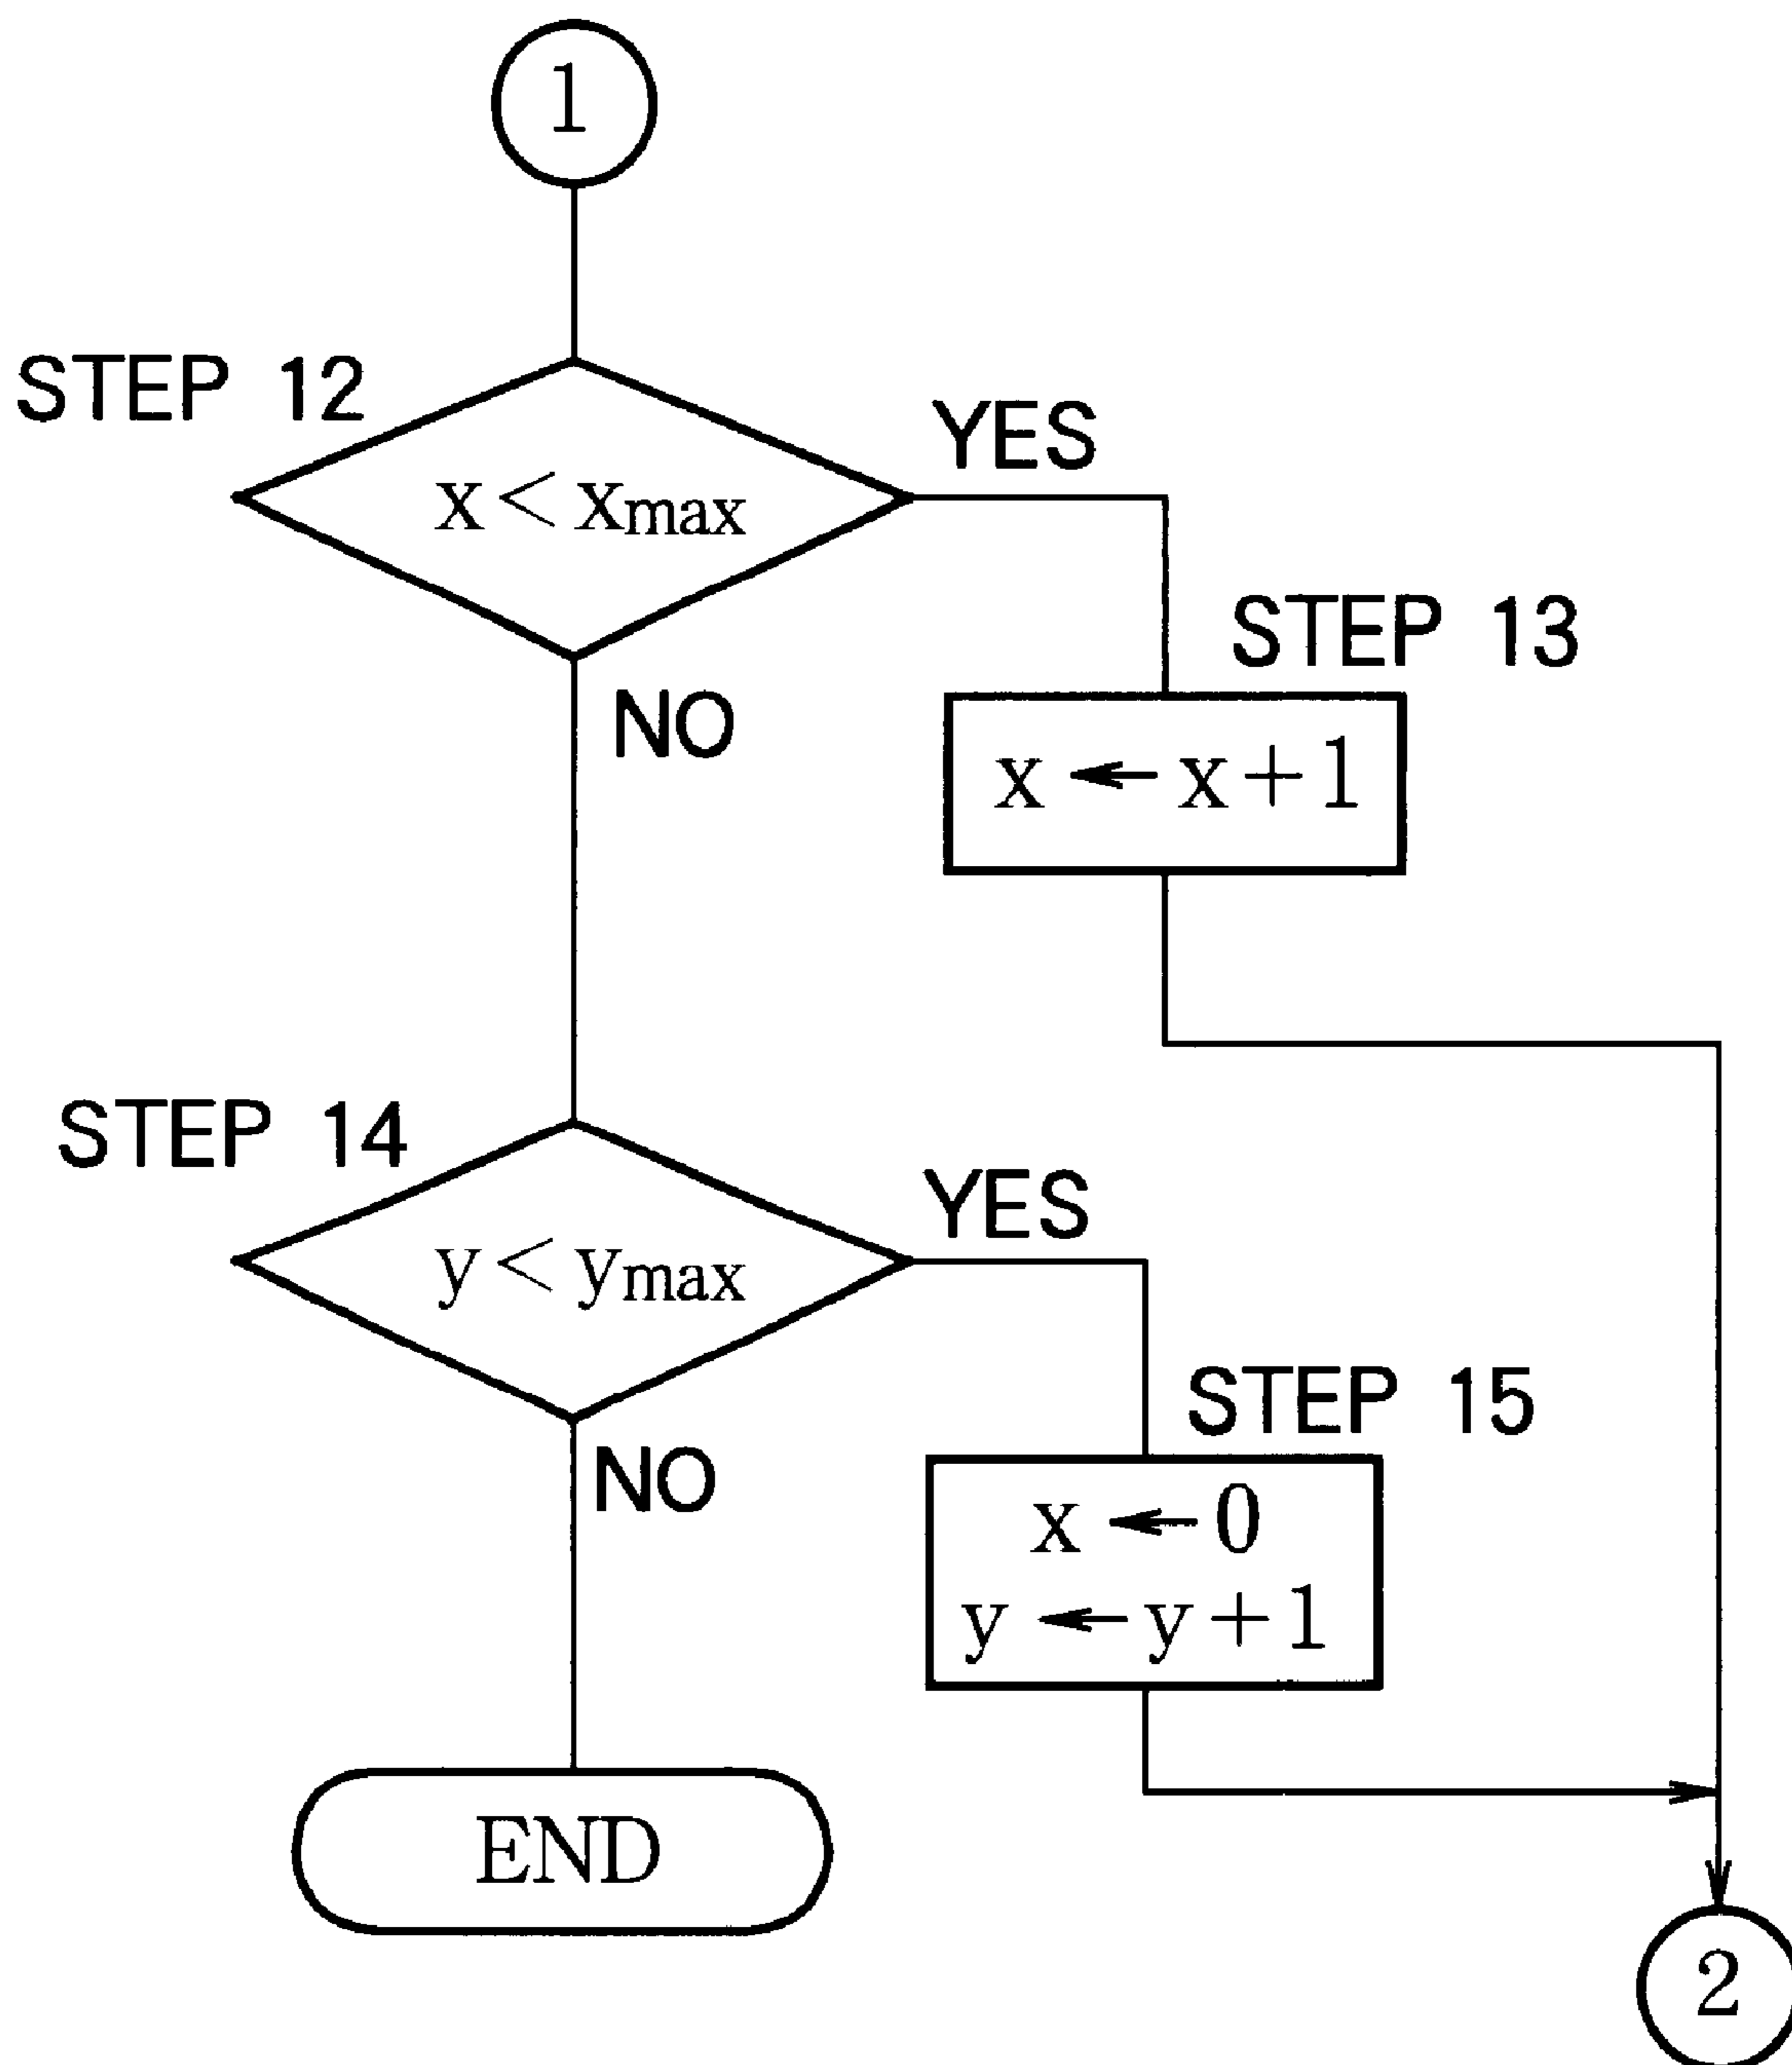 1
STEP 12
x < xmax
YES
NO
STEP 13
x ← x+1
STEP 14
y < ymax
YES
NO
STEP 15
x ← 0
y ← y+1
END
2